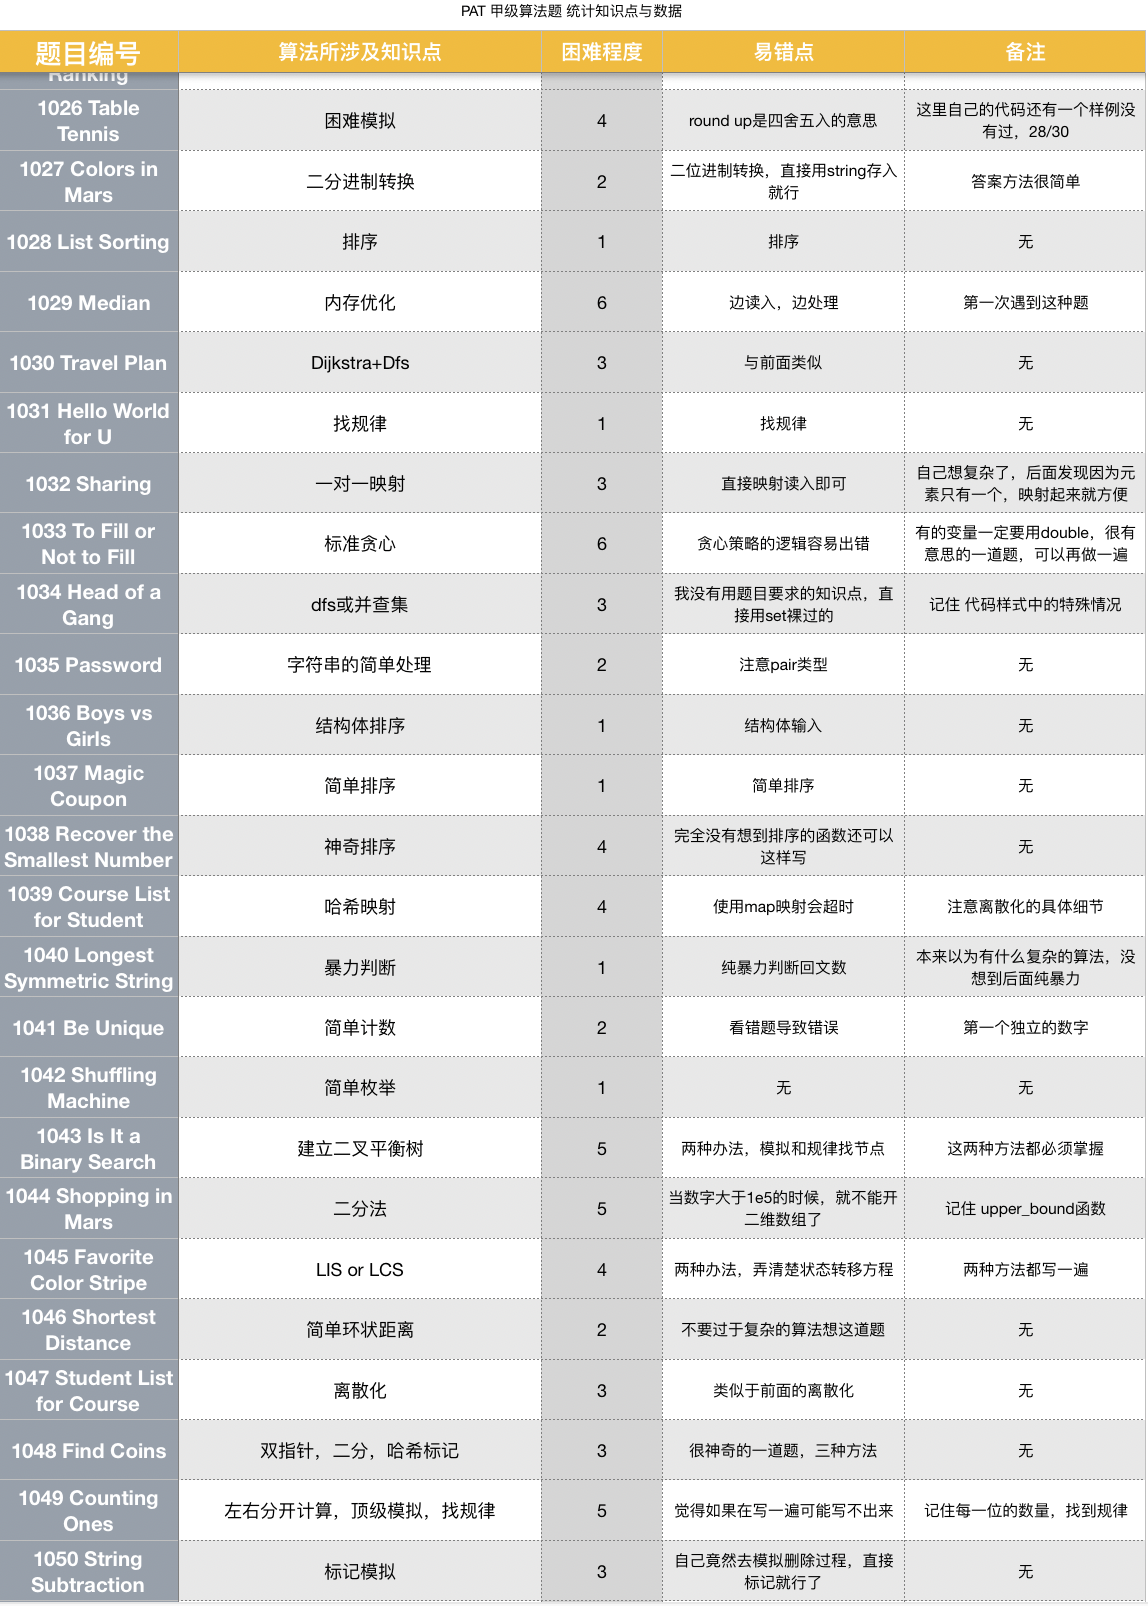 PAT 甲级算法题 统计知识点与数据
题目编号 算法所涉及知识点 困难程度 易错点 备注
Ranking
1026 Table Tennis 困难模拟 4 round up是四舍五入的意思 这里自己的代码还有一个样例没有过，28/30
1027 Colors in Mars 二分进制转换 2 二位进制转换，直接用string存入就行 答案方法很简单
1028 List Sorting 排序 1 排序 无
1029 Median 内存优化 6 边读入，边处理 第一次遇到这种题
1030 Travel Plan Dijkstra+Dfs 3 与前面类似 无
1031 Hello World for U 找规律 1 找规律 无
1032 Sharing 一对一映射 3 直接映射读入即可 自己想复杂了，后面发现因为元素只有一个，映射起来就方便
1033 To Fill or Not to Fill 标准贪心 6 贪心策略的逻辑容易出错 有的变量一定要用double，很有意思的一道题，可以再做一遍
1034 Head of a Gang dfs或并查集 3 我没有用题目要求的知识点，直接用set裸过的 记住 代码样式中的特殊情况
1035 Password 字符串的简单处理 2 注意pair类型 无
1036 Boys vs Girls 结构体排序 1 结构体输入 无
1037 Magic Coupon 简单排序 1 简单排序 无
1038 Recover the Smallest Number 神奇排序 4 完全没有想到排序的函数还可以这样写 无
1039 Course List for Student 哈希映射 4 使用map映射会超时 注意离散化的具体细节
1040 Longest Symmetric String 暴力判断 1 纯暴力判断回文数 本来以为有什么复杂的算法，没想到后面纯暴力
1041 Be Unique 简单计数 2 看错题导致错误 第一个独立的数字
1042 Shuffling Machine 简单枚举 1 无 无
1043 Is It a Binary Search 建立二叉平衡树 5 两种办法，模拟和规律找节点 这两种方法都必须掌握
1044 Shopping in Mars 二分法 5 当数字大于1e5的时候，就不能开二维数组了 记住 upper_bound函数
1045 Favorite Color Stripe LIS or LCS 4 两种办法，弄清楚状态转移方程 两种方法都写一遍
1046 Shortest Distance 简单环状距离 2 不要过于复杂的算法想这道题 无
1047 Student List for Course 离散化 3 类似于前面的离散化 无
1048 Find Coins 双指针，二分，哈希标记 3 很神奇的一道题，三种方法 无
1049 Counting Ones 左右分开计算，顶级模拟，找规律 5 觉得如果在写一遍可能写不出来 记住每一位的数量，找到规律
1050 String Subtraction 标记模拟 3 自己竟然去模拟删除过程，直接标记就行了 无